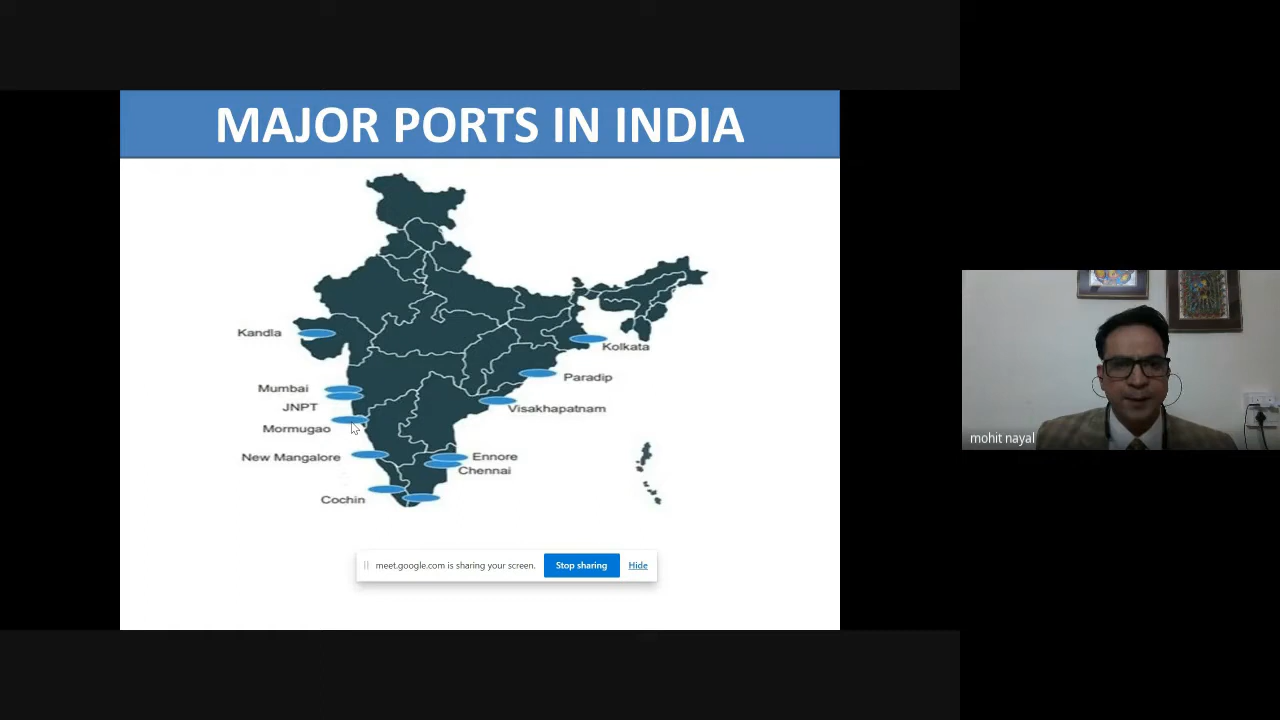 MAJOR PORTS IN INDIA
Kandla
Kolkata
Paradip
Mumbai
JNPT
Visakhapatnam
Mormugao
New Mangalore
Ennore
Chennai
Cochin
meet.google.com is sharing your screen.
Stop sharing
Hide
mohit nayal